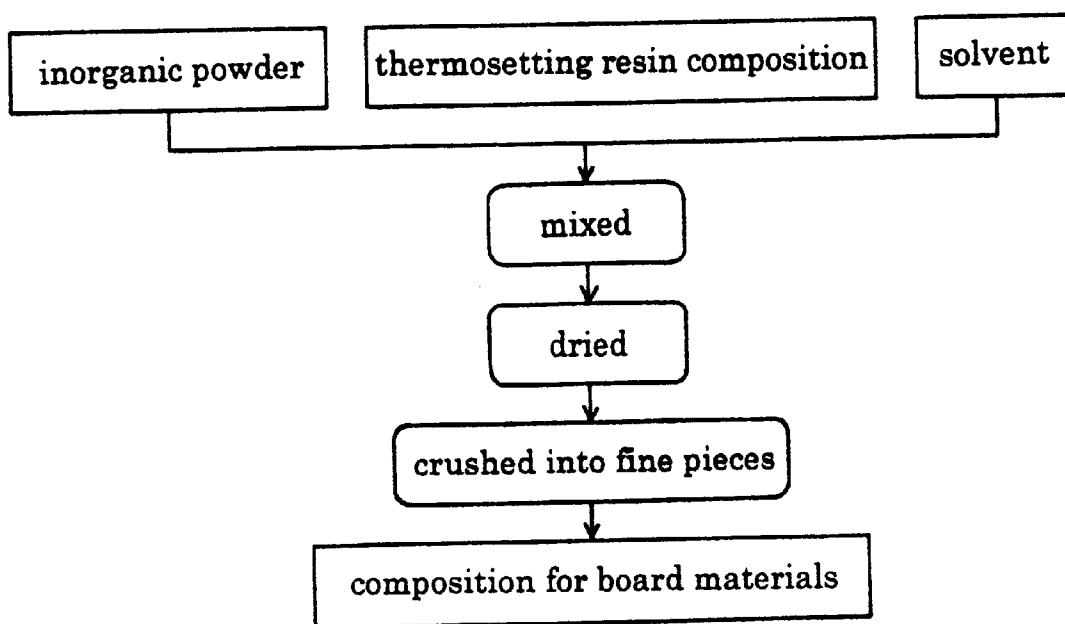 inorganic powder
thermosetting resin composition
solvent
mixed
dried
crushed into fine pieces
composition for board materials